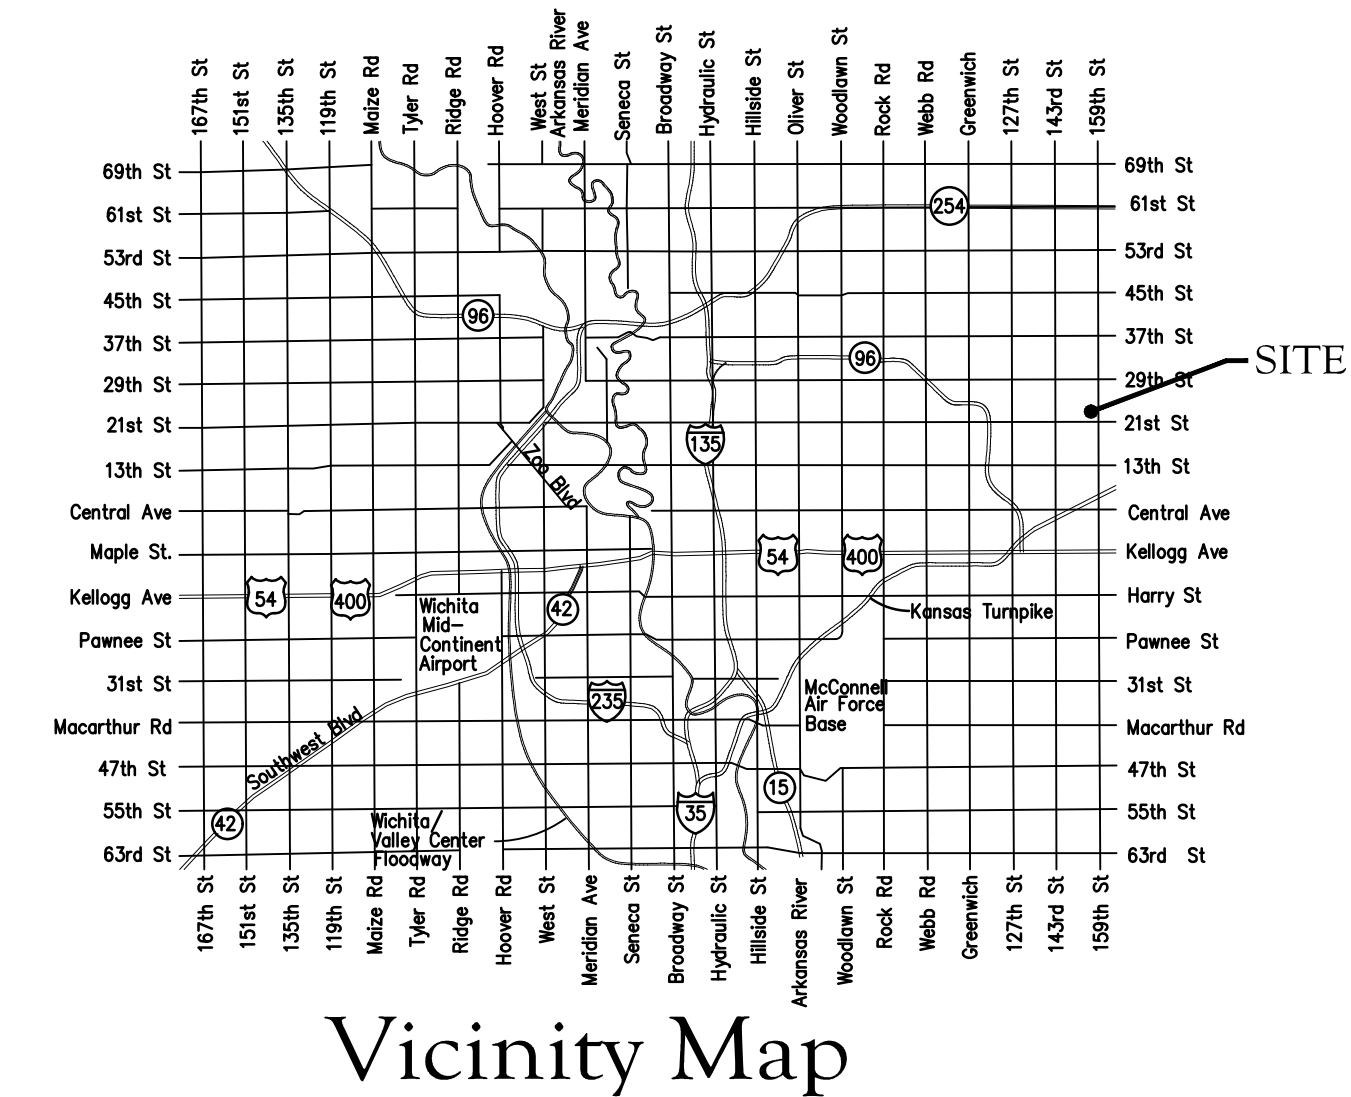 167th St
151st St
135th St
119th St
Maize Rd
Tyler Rd
Ridge Rd
Hoover Rd
West St
Arkansas River
Meridian Ave
Seneca St
Broadway St
Hydraulic St
Hillside St
Oliver St
Woodlawn St
Rock Rd
Webb Rd
Greenwich
127th St
143rd St
159th St
69th St
61st St
53rd St
45th St
37th St
29th St
21st St
13th St
Central Ave
Maple St.
Kellogg Ave
Pawnee St
31st St
Macarthur Rd
47th St
55th St
63rd St
69th St
61st St
53rd St
45th St
37th St
29th St
21st St
13th St
Central Ave
Kellogg Ave
Harry St
Pawnee St
31st St
Macarthur Rd
47th St
55th St
63rd St
SITE
254
96
96
135
Zoo Blvd
54
400
54
400
42
Wichita
Mid-
Continent
Airport
Kansas Turnpike
235
McConnell
Air Force
Base
Southwest Blvd
15
35
42
Wichita/
Valley Center
Floodway
167th St
151st St
135th St
119th St
Maize Rd
Tyler Rd
Ridge Rd
Hoover Rd
West St
Meridian Ave
Seneca St
Broadway St
Hydraulic St
Hillside St
Arkansas River
Woodlawn St
Rock Rd
Webb Rd
Greenwich
127th St
143rd St
159th St
Vicinity Map